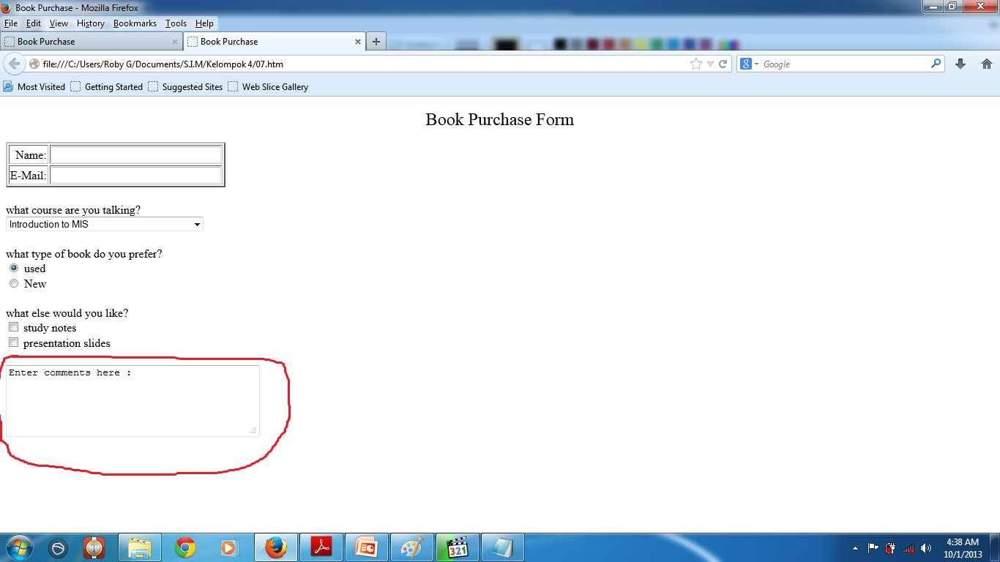 Book Purchase - Mozilla Firefox
File Edit View History Bookmarks Tools Help
Book Purchase
Book Purchase
file:///C:/Users/Roby G/Documents/S.I.M/Kelompok 4/07.htm
Google
Most Visited Getting Started Suggested Sites Web Slice Gallery
Book Purchase Form
Name:
E-Mail:
what course are you talking?
Introduction to MIS
what type of book do you prefer?
used
New
what else would you like?
study notes
presentation slides
Enter comments here :
321
4:38 AM
10/1/2013